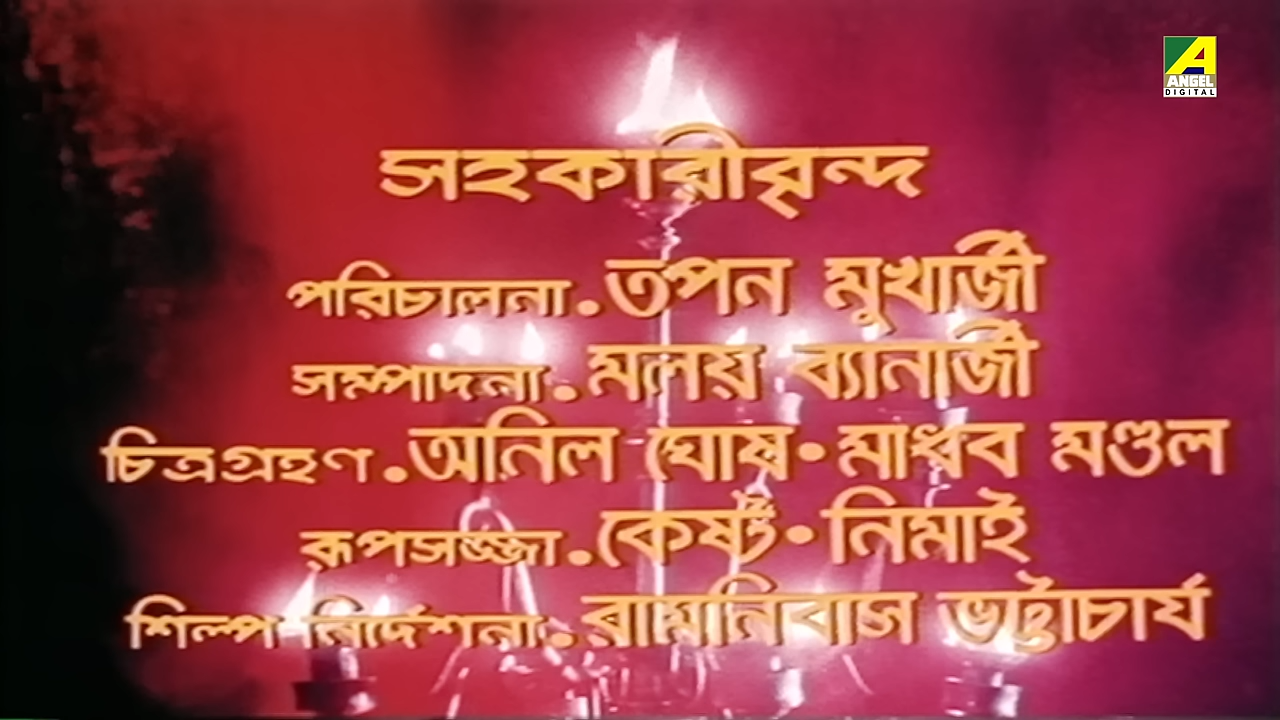 A
ANGEL
DIGITAL
সহকারীবৃন্দ
পরিচালনা.তপন মুখার্জী
সম্পাদনা.মলয় ব্যানার্জী
চিত্রগ্রহণ.অনিল ঘোষ•মাধব মণ্ডল
রূপসজ্জা.কেষ্ট•নিমাই
শিল্প নির্দেশনা.রামনিবাস ভট্টাচার্য